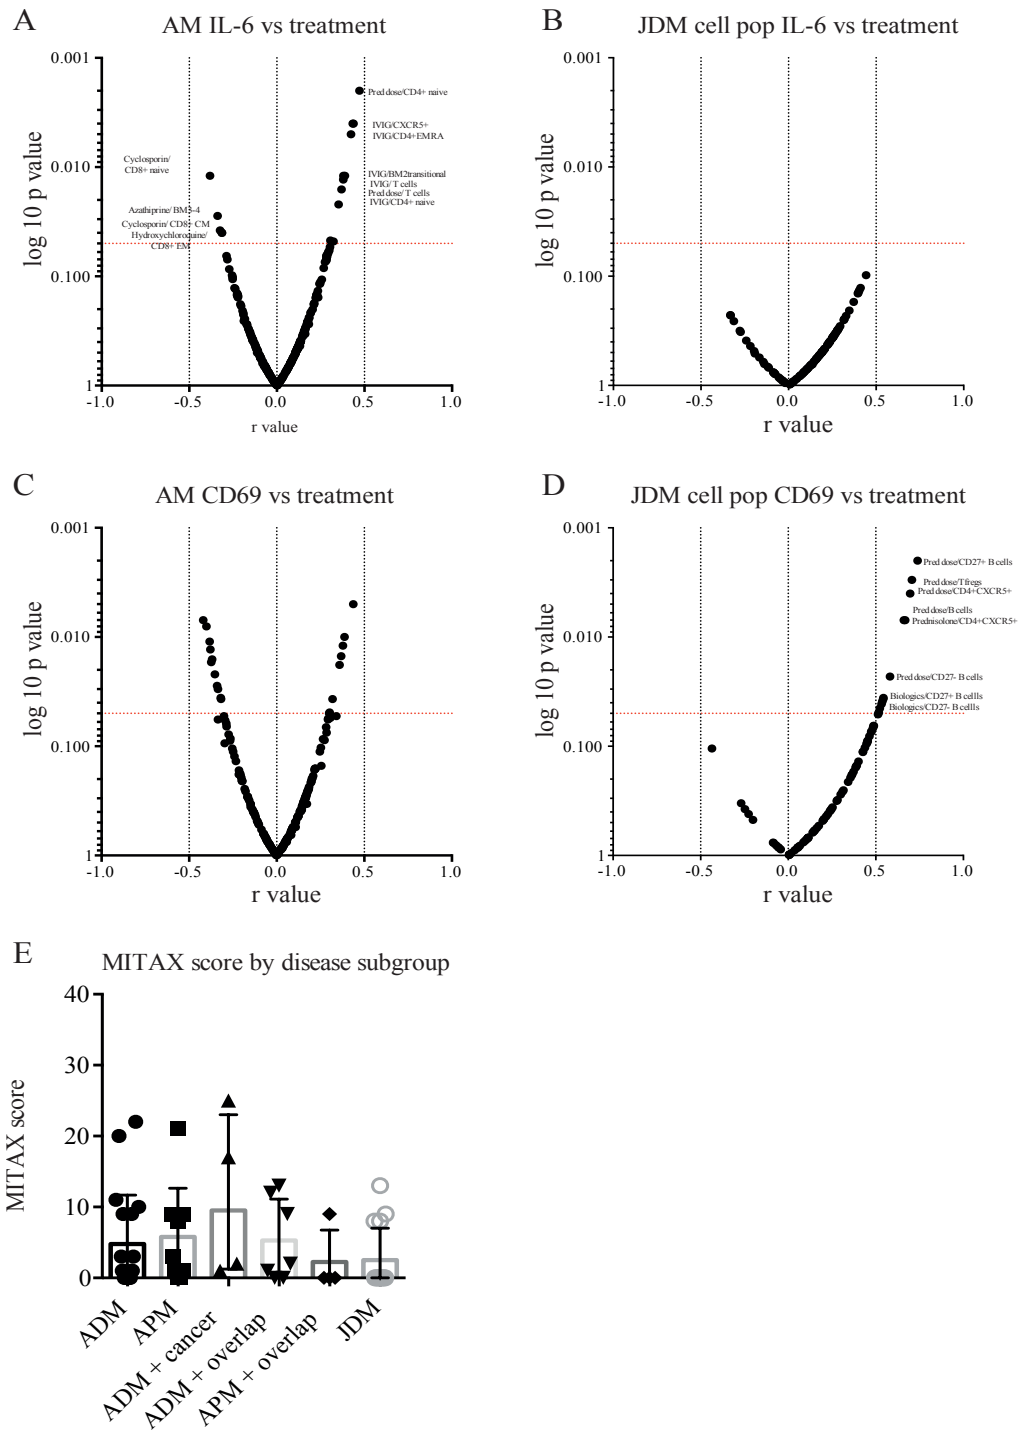 A
AM IL-6 vs treatment
0.001
0.010
0.100
1
log 10 p value
-1.0
-0.5
0.0
0.5
1.0
r value
Pred dose/CD4+ naive
IVIG/CXCR5+
IVIG/CD4+EMRA
IVIG/BM2transitional
IVIG/T cells
Pred dose/T cells
IVIG/CD4+ naive
Cyclosporin/
CD8+ naive
Azathiprine/BM3-4
Cyclosporin/ CD8+ CM
Hydroxychloroquine/
CD8+ EM
B
JDM cell pop IL-6 vs treatment
0.001
0.010
0.100
1
log 10 p value
-1.0
-0.5
0.0
0.5
1.0
r value
C
AM CD69 vs treatment
0.001
0.010
0.100
1
log 10 p value
-1.0
-0.5
0.0
0.5
1.0
r value
D
JDM cell pop CD69 vs treatment
0.001
0.010
0.100
1
log 10 p value
-1.0
-0.5
0.0
0.5
1.0
r value
Pred dose/CD27+ B cells
Pred dose/Tfregs
Pred dose/CD4+CXCR5+
Pred dose/B cells
Prednisolone/CD4+CXCR5+
Pred dose/CD27- B cells
Biologics/CD27+ B cellls
Biologics/CD27- B cellls
E
MITAX score by disease subgroup
40
30
20
10
0
MITAX score
ADM
APM
ADM + cancer
ADM + overlap
APM + overlap
JDM